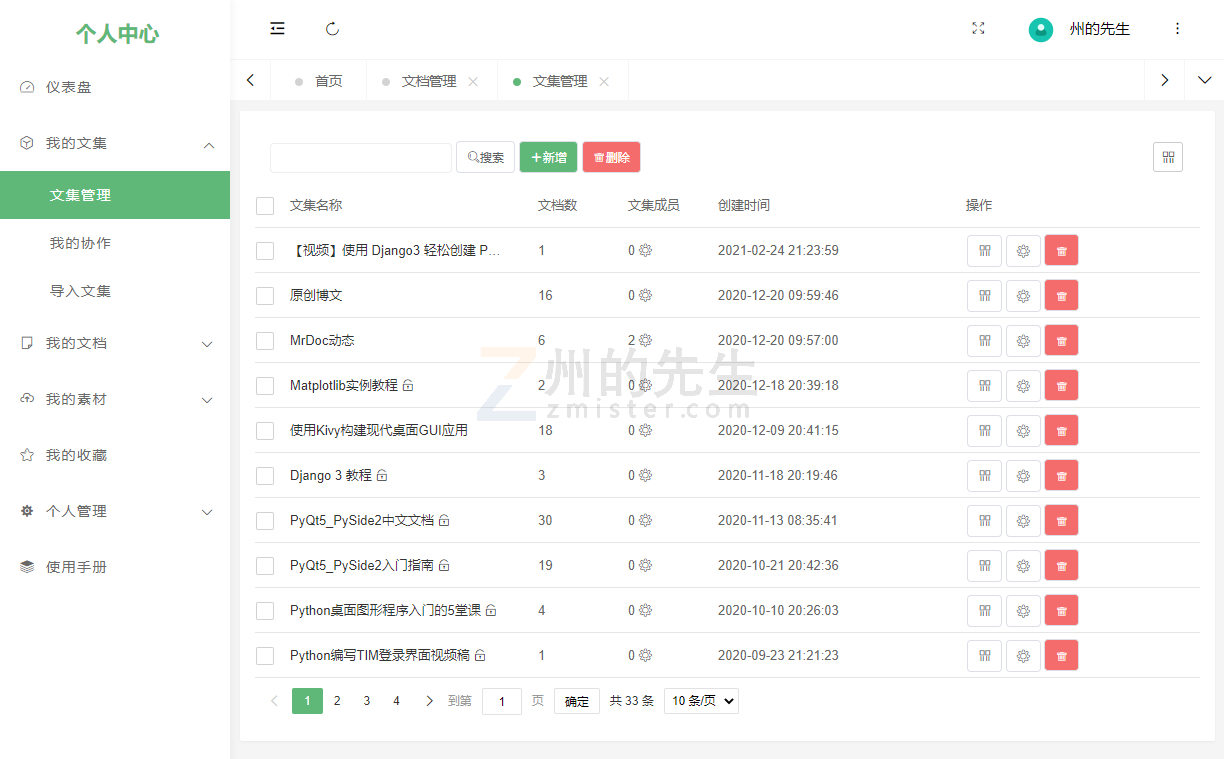 个人中心
州的先生
仪表盘
首页 文档管理 文集管理
我的文集
文集管理
我的协作
导入文集
我的文档
我的素材
我的收藏
个人管理
使用手册
搜索 +新增 删除
文集名称 文档数 文集成员 创建时间 操作
【视频】使用 Django3 轻松创建 P… 1 0 2021-02-24 21:23:59
原创博文 16 0 2020-12-20 09:59:46
MrDoc动态 6 2 2020-12-20 09:57:00
Matplotlib实例教程 2 0 2020-12-18 20:39:18
使用Kivy构建现代桌面GUI应用 18 0 2020-12-09 20:41:15
Django 3 教程 3 0 2020-11-18 20:19:46
PyQt5_PySide2中文文档 30 0 2020-11-13 08:35:41
PyQt5_PySide2入门指南 19 0 2020-10-21 20:42:36
Python桌面图形程序入门的5堂课 4 0 2020-10-10 20:26:03
Python编写TIM登录界面视频稿 1 0 2020-09-23 21:21:23
1 2 3 4 到第 1 页 确定 共 33 条 10 条/页
州的先生
zmister.com